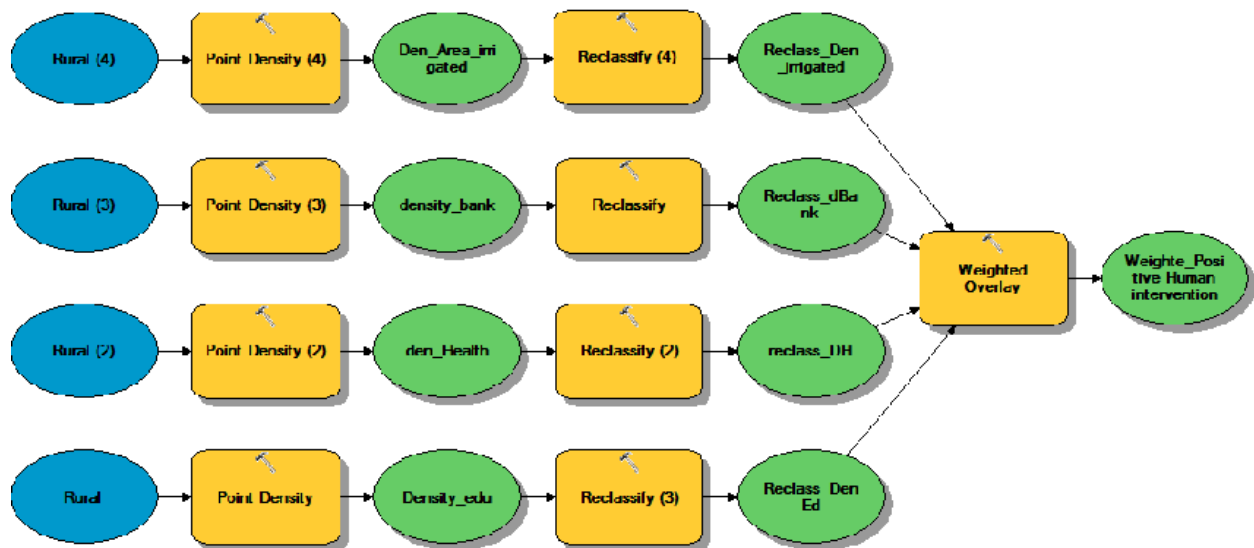 Rural (4)
Point Density (4)
Den_Area_irri
gated
Reclassify (4)
Reclass_Den
_irrigated
Rural (3)
Point Density (3)
density_bank
Reclassify
Reclass_dBa
nk
Weighted
Overlay
Weighte_Posi
tive Human
intervention
Rural (2)
Point Density (2)
den_Health
Reclassify (2)
reclass_DH
Rural
Point Density
Density_edu
Reclassify (3)
Reclass_Den
Ed